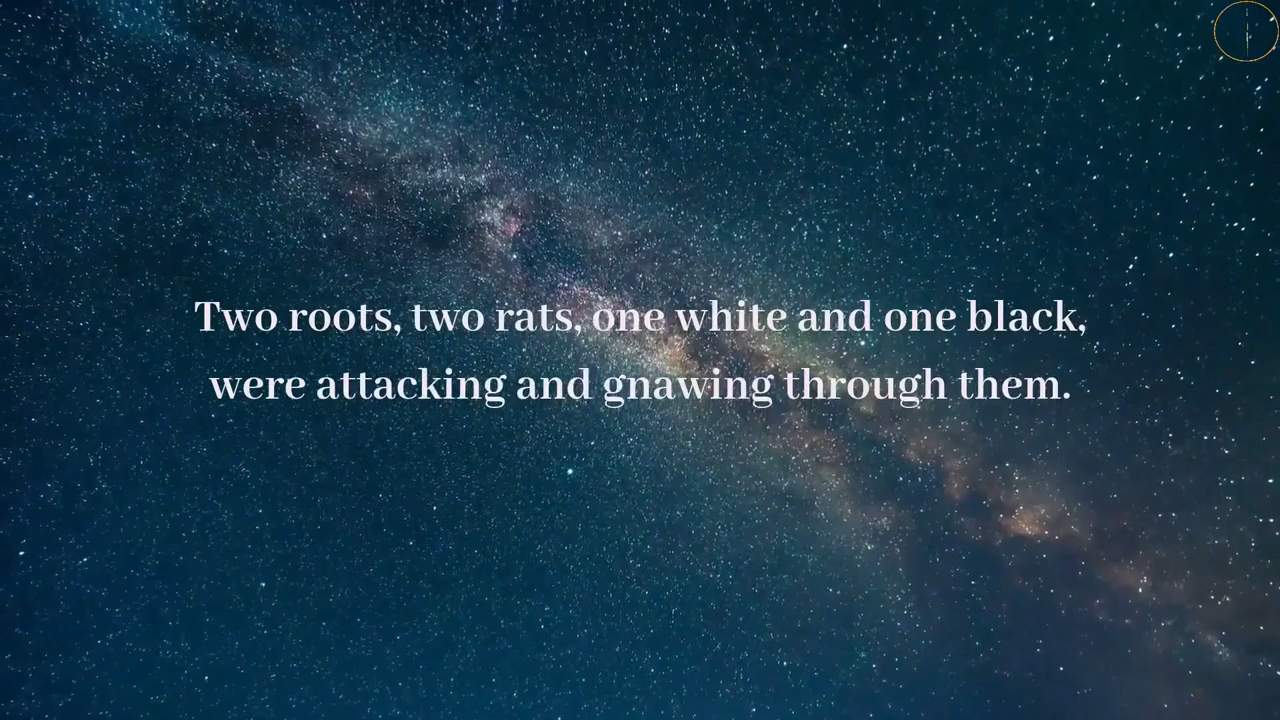 Two roots, two rats, one white and one black,
were attacking and gnawing through them.